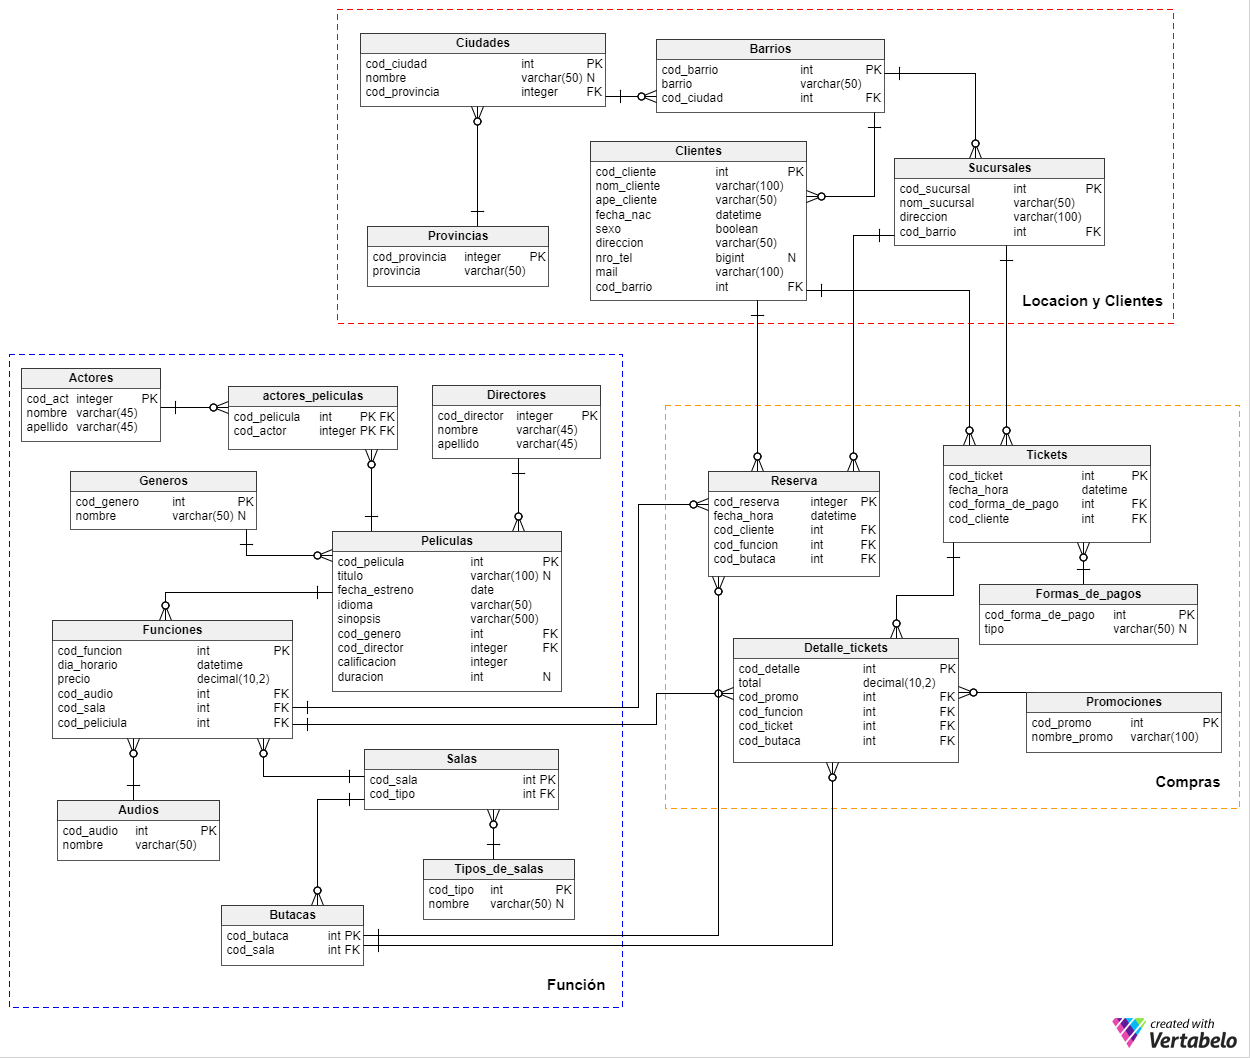 Ciudades
cod_ciudad int PK
nombre varchar(50) N
cod_provincia integer FK
Barrios
cod_barrio int PK
barrio varchar(50)
cod_ciudad int FK
Clientes
cod_cliente int PK
nom_cliente varchar(100)
ape_cliente varchar(50)
fecha_nac datetime
sexo boolean
direccion varchar(50)
nro_tel bigint N
mail varchar(100)
cod_barrio int FK
Sucursales
cod_sucursal int PK
nom_sucursal varchar(50)
direccion varchar(100)
cod_barrio int FK
Provincias
cod_provincia integer PK
provincia varchar(50)
Locacion y Clientes
Actores
cod_act integer PK
nombre varchar(45)
apellido varchar(45)
actores_peliculas
cod_pelicula int PK FK
cod_actor integer PK FK
Directores
cod_director integer PK
nombre varchar(45)
apellido varchar(45)
Generos
cod_genero int PK
nombre varchar(50) N
Peliculas
cod_pelicula int PK
titulo varchar(100) N
fecha_estreno date
idioma varchar(50)
sinopsis varchar(500)
cod_genero int FK
cod_director integer FK
calificacion integer
duracion int N
Funciones
cod_funcion int PK
dia_horario datetime
precio decimal(10,2)
cod_audio int FK
cod_sala int FK
cod_peliciula int FK
Salas
cod_sala int PK
cod_tipo int FK
Audios
cod_audio int PK
nombre varchar(50)
Tipos_de_salas
cod_tipo int PK
nombre varchar(50) N
Butacas
cod_butaca int PK
cod_sala int FK
Función
Reserva
cod_reserva integer PK
fecha_hora datetime
cod_cliente int FK
cod_funcion int FK
cod_butaca int FK
Tickets
cod_ticket int PK
fecha_hora datetime
cod_forma_de_pago int FK
cod_cliente int FK
Formas_de_pagos
cod_forma_de_pago int PK
tipo varchar(50) N
Detalle_tickets
cod_detalle int PK
total decimal(10,2)
cod_promo int FK
cod_funcion int FK
cod_ticket int FK
cod_butaca int FK
Promociones
cod_promo int PK
nombre_promo varchar(100)
Compras
created with
Vertabelo